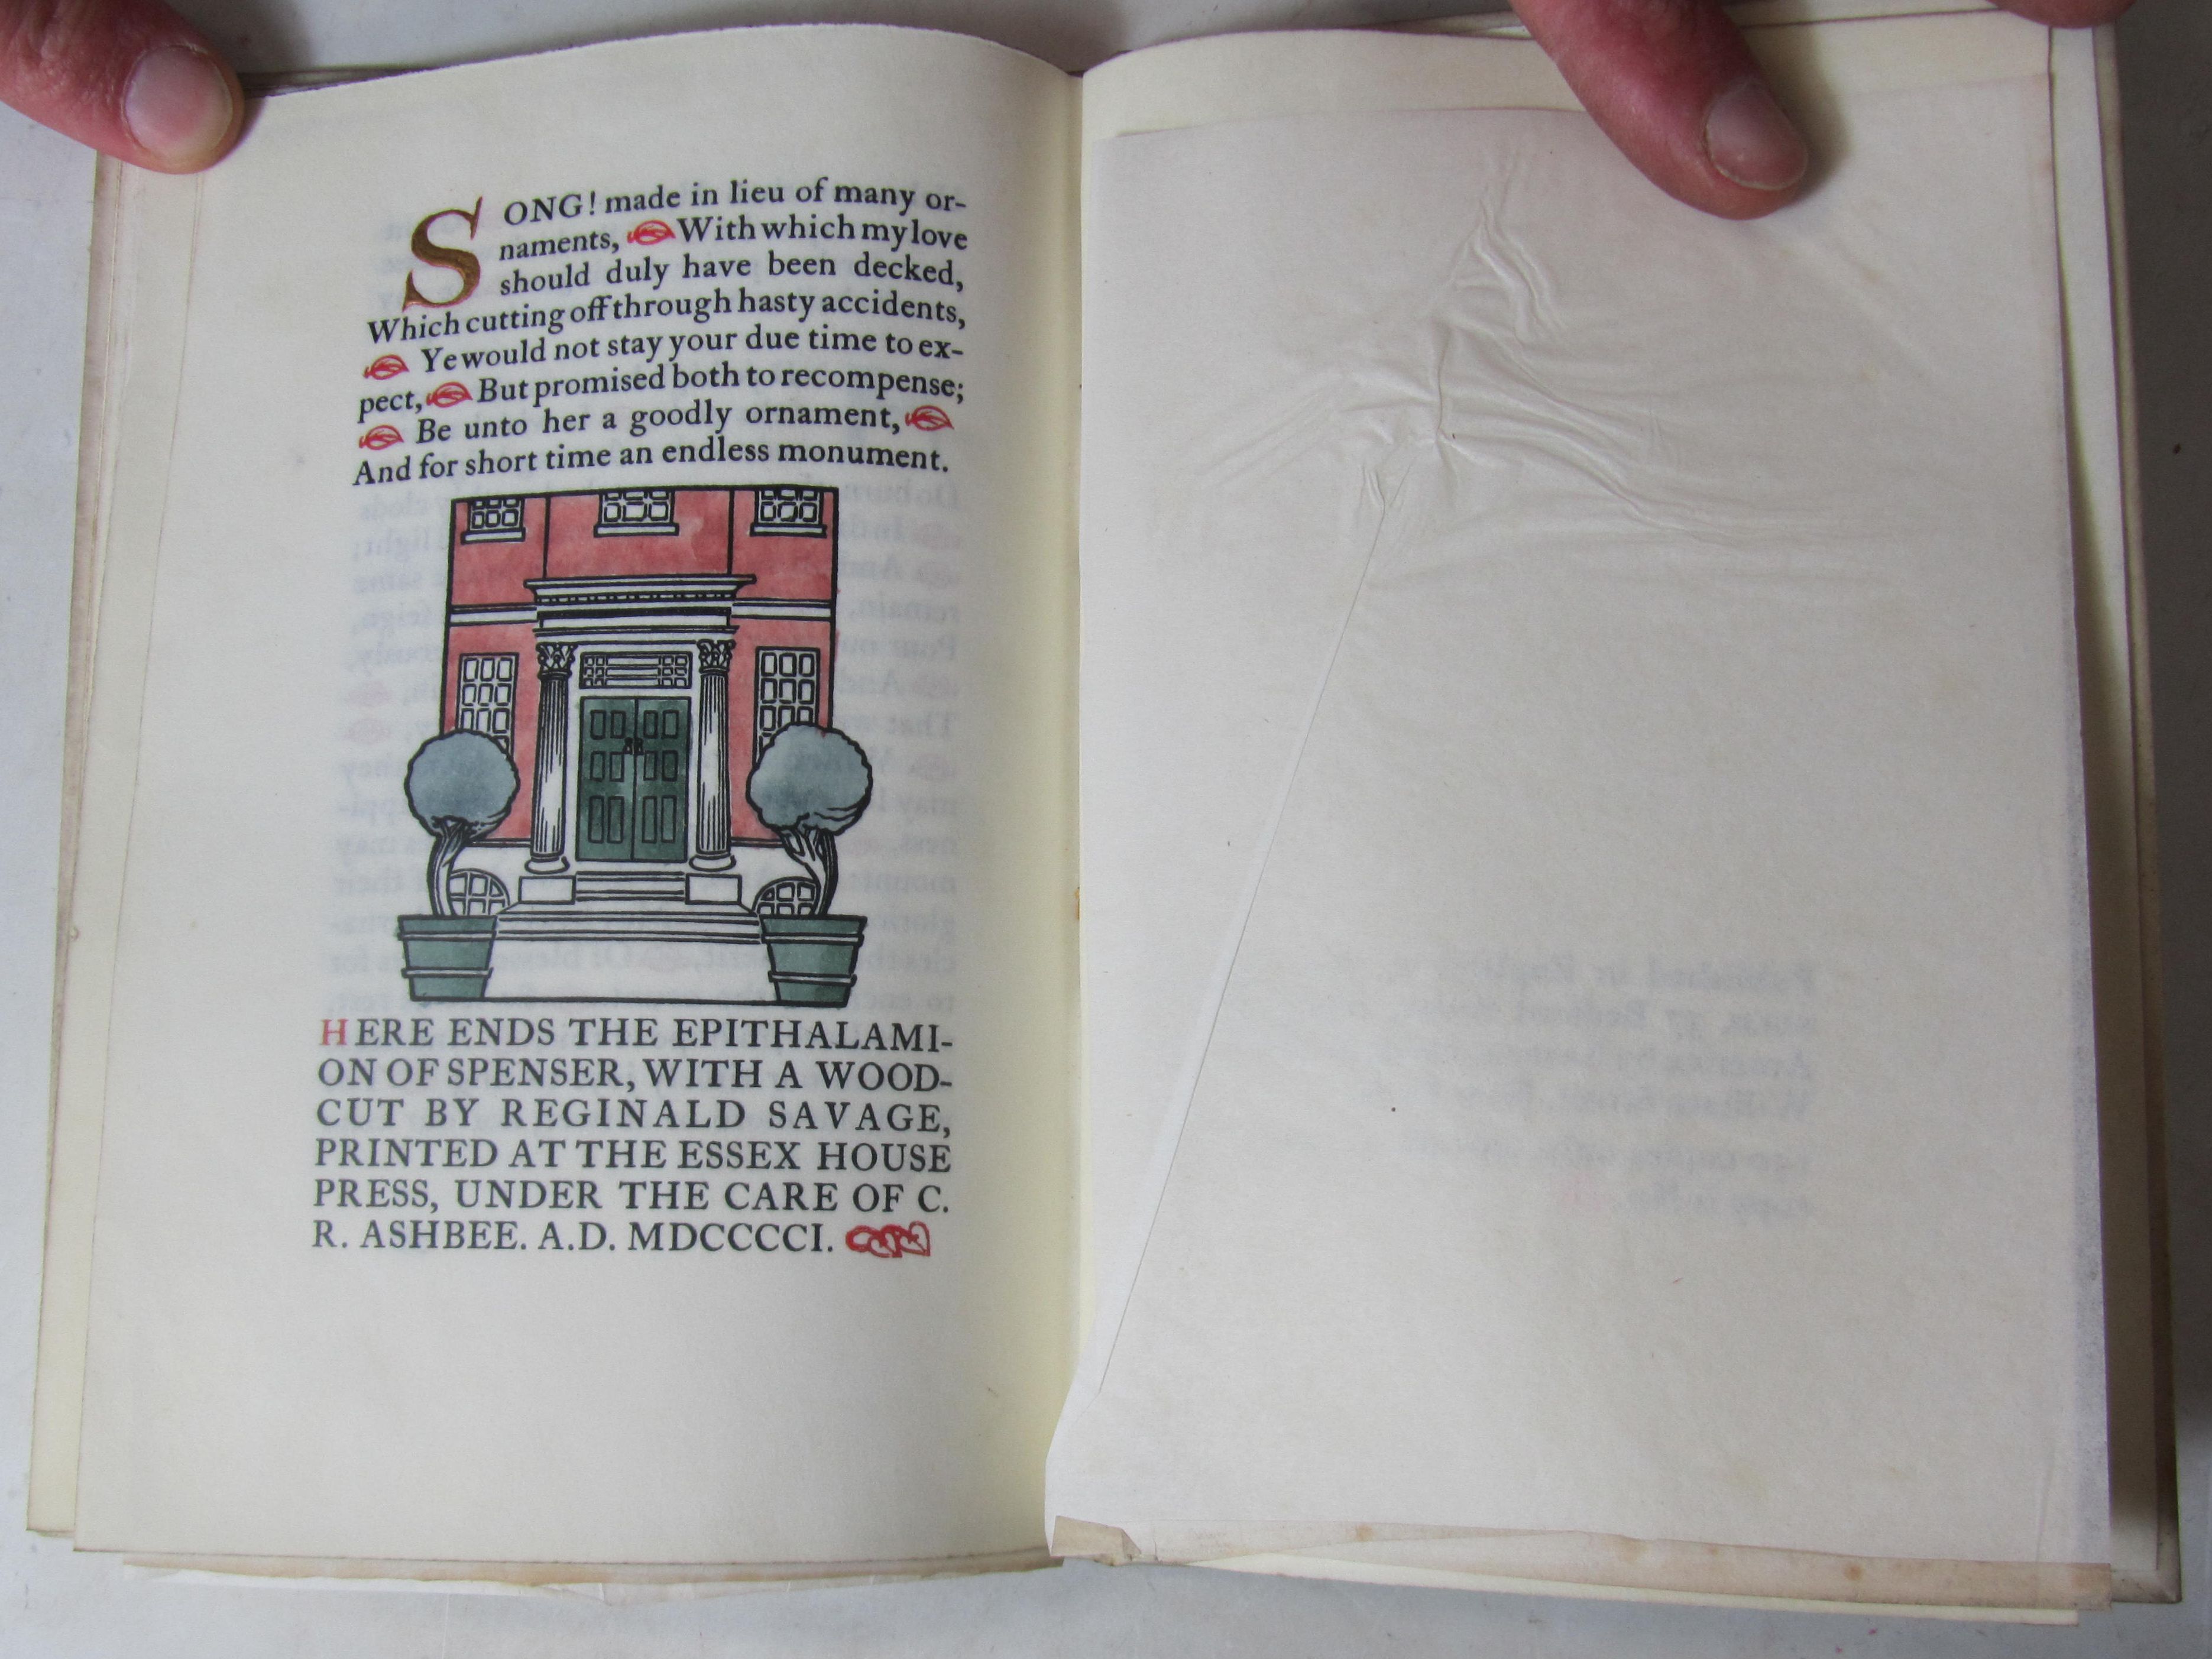 SONG! made in lieu of many or-
naments, With which my love
should duly have been decked,
Which cutting off through hasty accidents,
Ye would not stay your due time to ex-
pect, But promised both to recompense;
Be unto her a goodly ornament,
And for short time an endless monument.
HERE ENDS THE EPITHALAMI-
ON OF SPENSER, WITH A WOOD-
CUT BY REGINALD SAVAGE,
PRINTED AT THE ESSEX HOUSE
PRESS, UNDER THE CARE OF C.
R. ASHBEE. A.D. MDCCCCI.